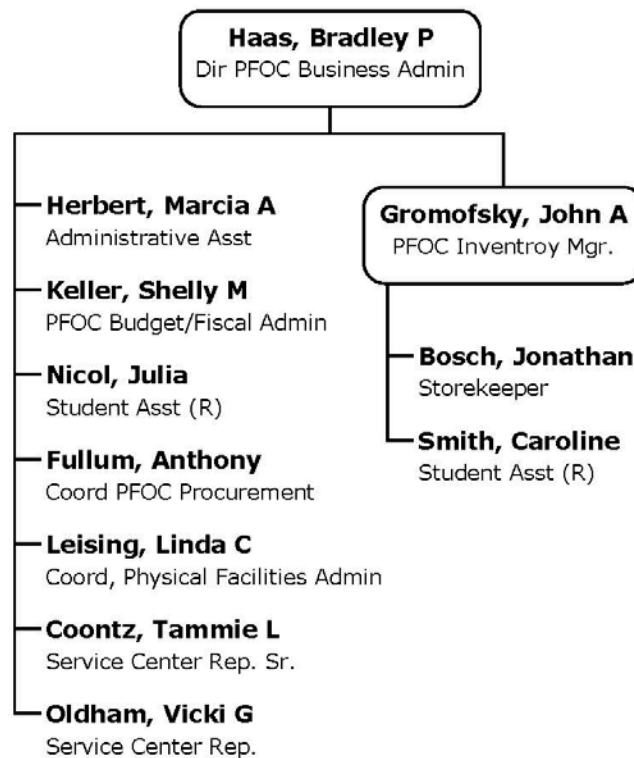 Haas, Bradley P
Dir PFOC Business Admin
Herbert, Marcia A
Administrative Asst
Keller, Shelly M
PFOC Budget/Fiscal Admin
Nicol, Julia
Student Asst (R)
Fullum, Anthony
Coord PFOC Procurement
Leising, Linda C
Coord, Physical Facilities Admin
Coontz, Tammie L
Service Center Rep. Sr.
Oldham, Vicki G
Service Center Rep.
Gromofsky, John A
PFOC Inventroy Mgr.
Bosch, Jonathan
Storekeeper
Smith, Caroline
Student Asst (R)